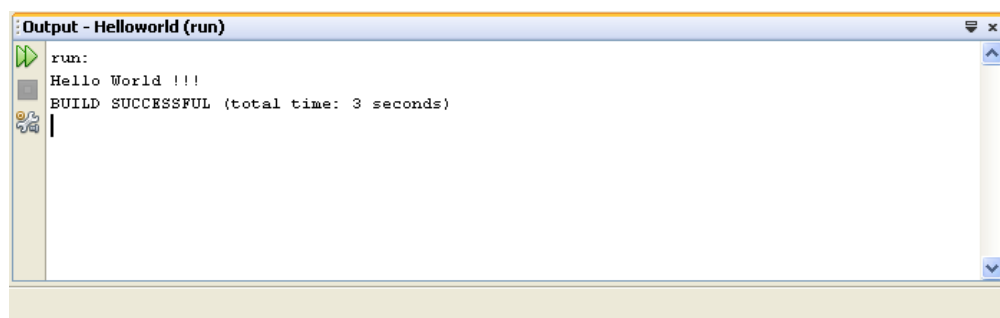 Output - Helloworld (run)
run:
Hello World !!!
BUILD SUCCESSFUL (total time: 3 seconds)